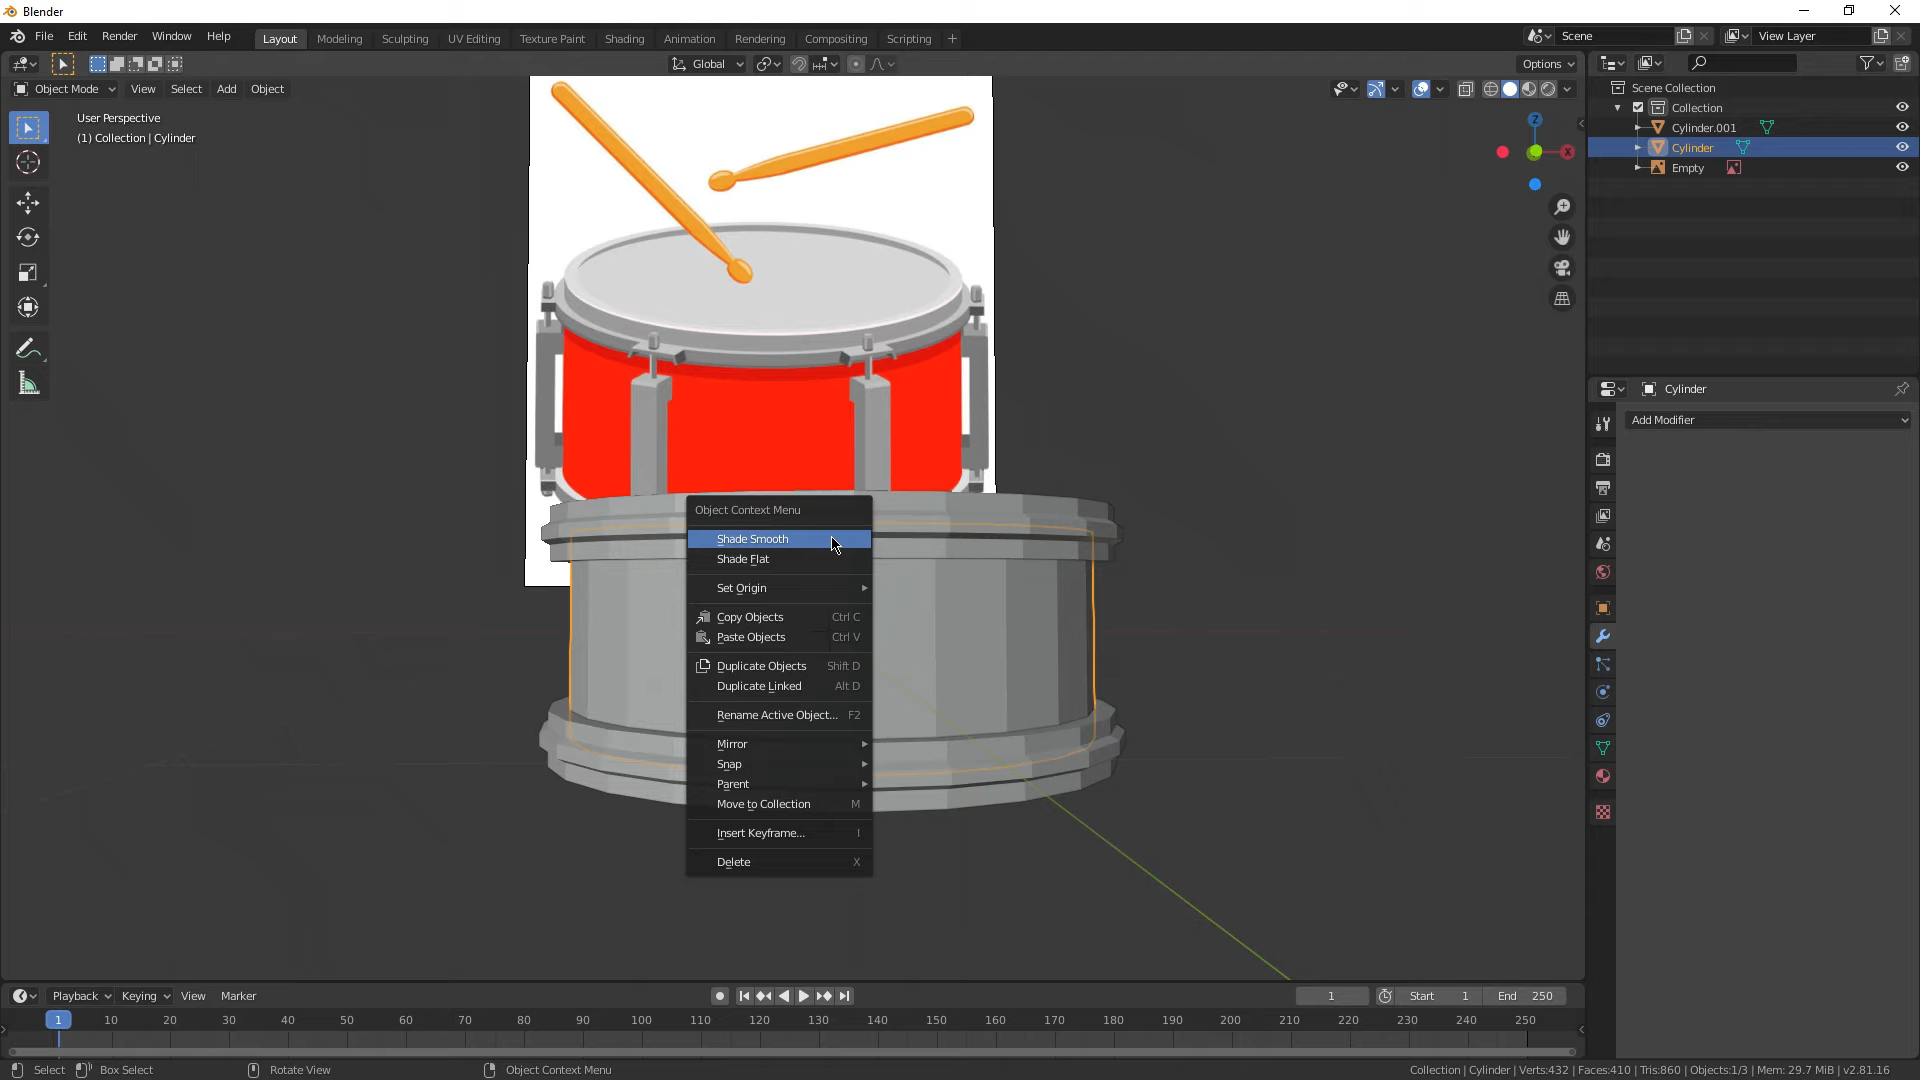 Blender
File Edit Render Window Help Layout Modeling Sculpting UV Editing Texture Paint Shading Animation Rendering Compositing Scripting + Scene View Layer
Global Options
Object Mode View Select Add Object
User Perspective
(1) Collection | Cylinder
Z
X
Scene Collection
Collection
Cylinder.001
Cylinder
Empty
Cylinder
Add Modifier
Object Context Menu
Shade Smooth
Shade Flat
Set Origin
Copy Objects Ctrl C
Paste Objects Ctrl V
Duplicate Objects Shift D
Duplicate Linked Alt D
Rename Active Object... F2
Mirror
Snap
Parent
Move to Collection M
Insert Keyframe... I
Delete X
Playback Keying View Marker 1 Start 1 End 250
1 10 20 30 40 50 60 70 80 90 100 110 120 130 140 150 160 170 180 190 200 210 220 230 240 250
Select Box Select Rotate View Object Context Menu Collection | Cylinder | Verts:432 | Faces:410 | Tris:860 | Objects:1/3 | Mem: 29.7 MiB | v2.81.16